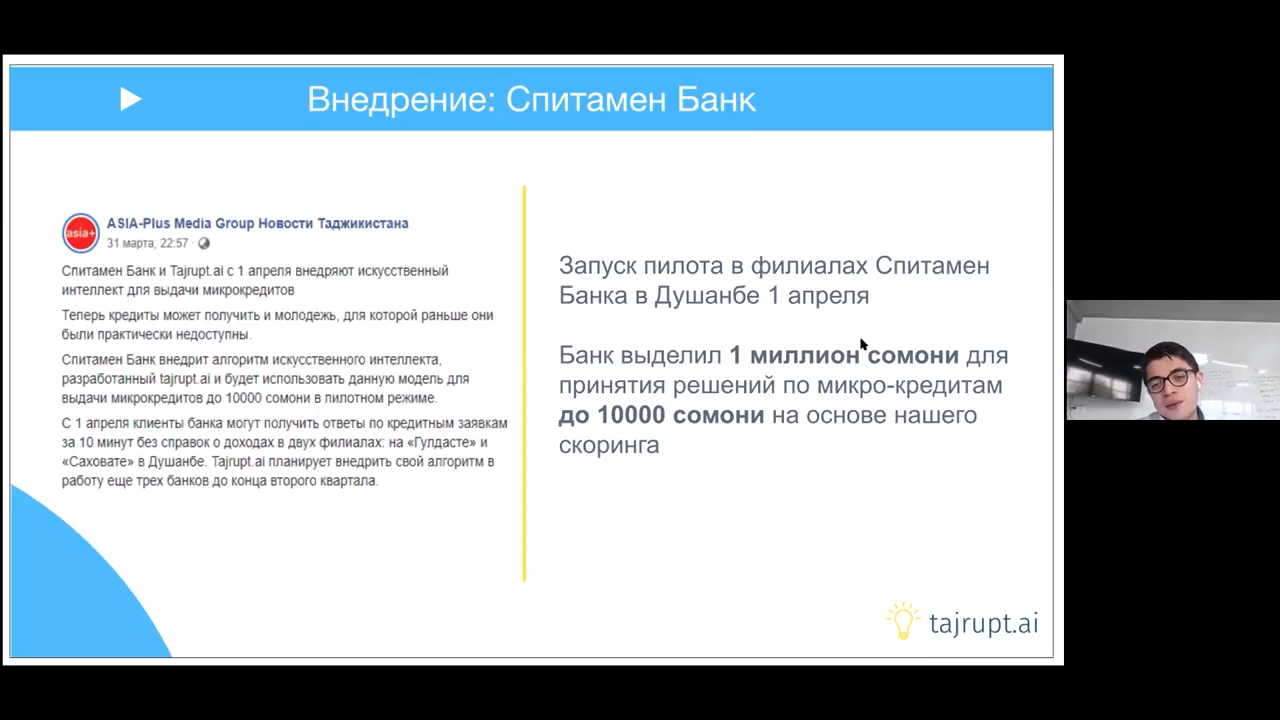 Внедрение: Спитамен Банк
asia+
ASIA-Plus Media Group Новости Таджикистана
31 марта, 22:57 ·
Спитамен Банк и Tajrupt.ai с 1 апреля внедряют искусственный
интеллект для выдачи микрокредитов
Теперь кредиты может получить и молодежь, для которой раньше они
были практически недоступны.
Спитамен Банк внедрит алгоритм искусственного интеллекта,
разработанный tajrupt.ai и будет использовать данную модель для
выдачи микрокредитов до 10000 сомони в пилотном режиме.
С 1 апреля клиенты банка могут получить ответы по кредитным заявкам
за 10 минут без справок о доходах в двух филиалах: на «Гулдасте» и
«Саховате» в Душанбе. Tajrupt.ai планирует внедрить свой алгоритм в
работу еще трех банков до конца второго квартала.
Запуск пилота в филиалах Спитамен
Банка в Душанбе 1 апреля
Банк выделил 1 миллион сомони для
принятия решений по микро-кредитам
до 10000 сомони на основе нашего
скоринга
tajrupt.ai